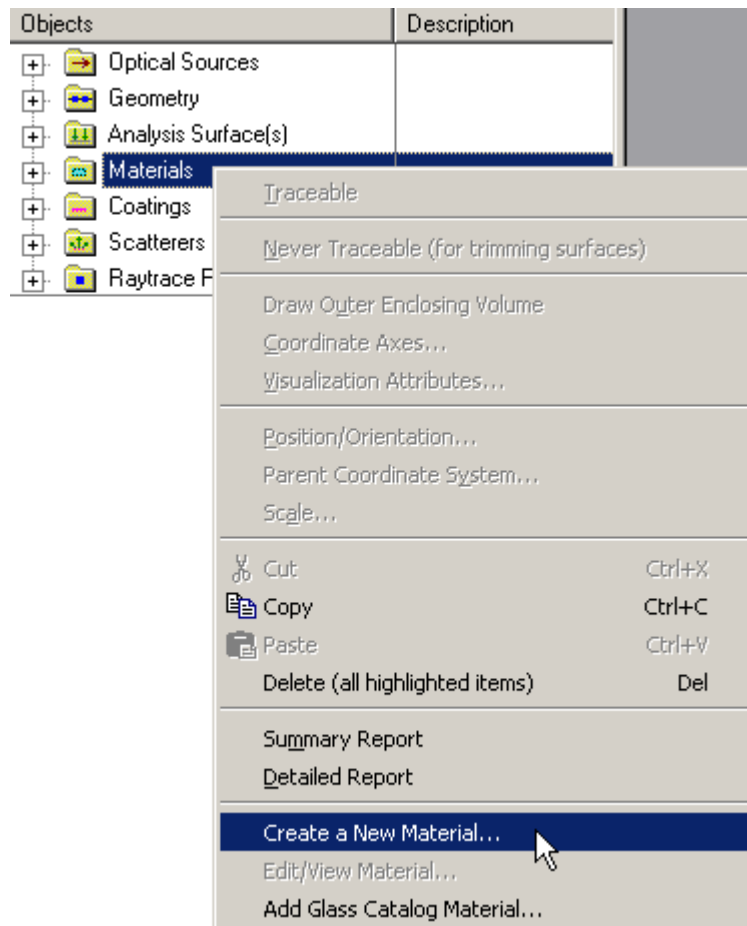 Objects Description
Optical Sources
Geometry
Analysis Surface(s)
Materials
Coatings
Scatterers
Raytrace F
Traceable
Never Traceable (for trimming surfaces)
Draw Outer Enclosing Volume
Coordinate Axes...
Visualization Attributes...
Position/Orientation...
Parent Coordinate System...
Scale...
Cut Ctrl+X
Copy Ctrl+C
Paste Ctrl+V
Delete (all highlighted items) Del
Summary Report
Detailed Report
Create a New Material...
Edit/View Material...
Add Glass Catalog Material...